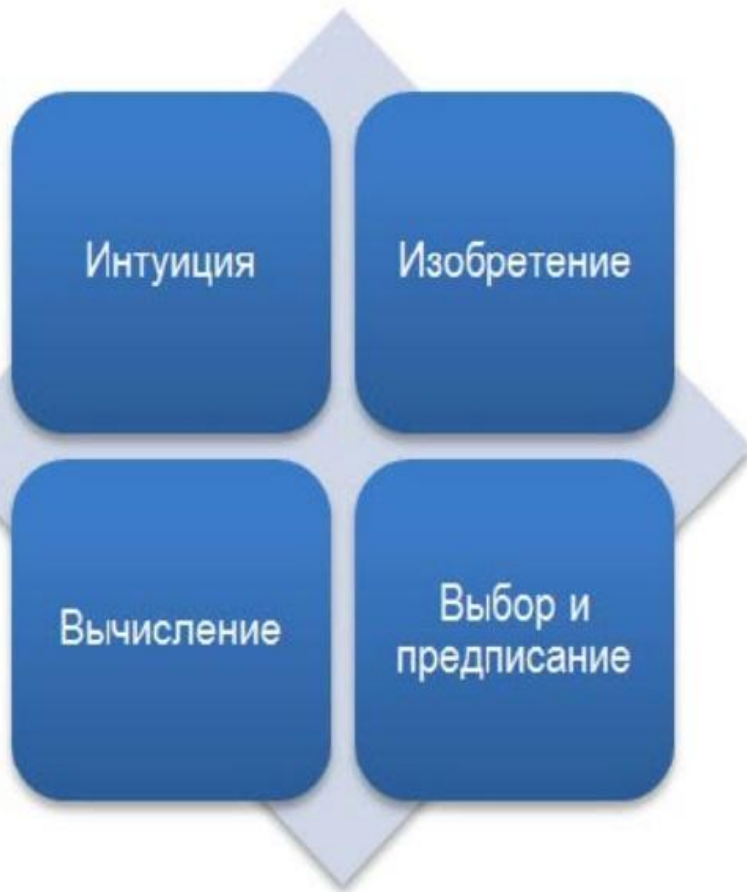 Интуиция
Изобретение
Вычисление
Выбор и
предписание